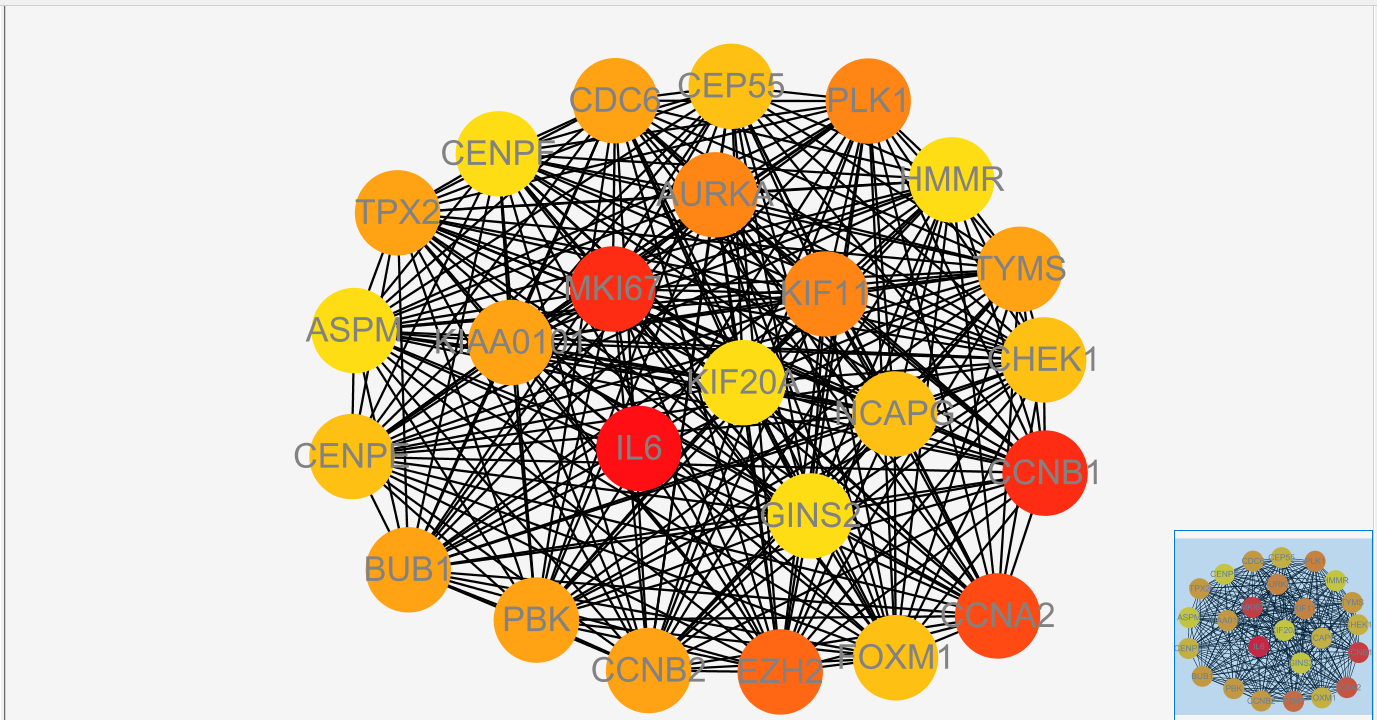 CEP55
CDC6
PLK1
CENPF
HMMR
AURKA
TPX2
TYMS
MKI67
KIF11
ASPM
KIAA0101
CHEK1
KIF20A
NCAPG
IL6
CENPE
CCNB1
GINS2
BUB1
PBK
CCNA2
CCNB2
EZH2
FOXM1